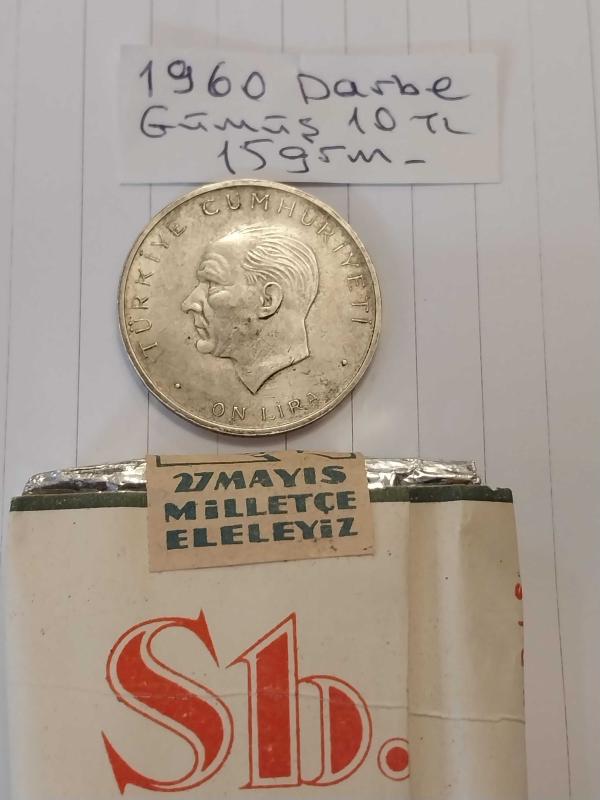 1960 Darbe
Gümüş 10 TL
15 gram-
TÜRKİYE CUMHURİYETİ
ON LİRA
27 MAYIS
MİLLETÇE
ELELEYİZ
Sb.